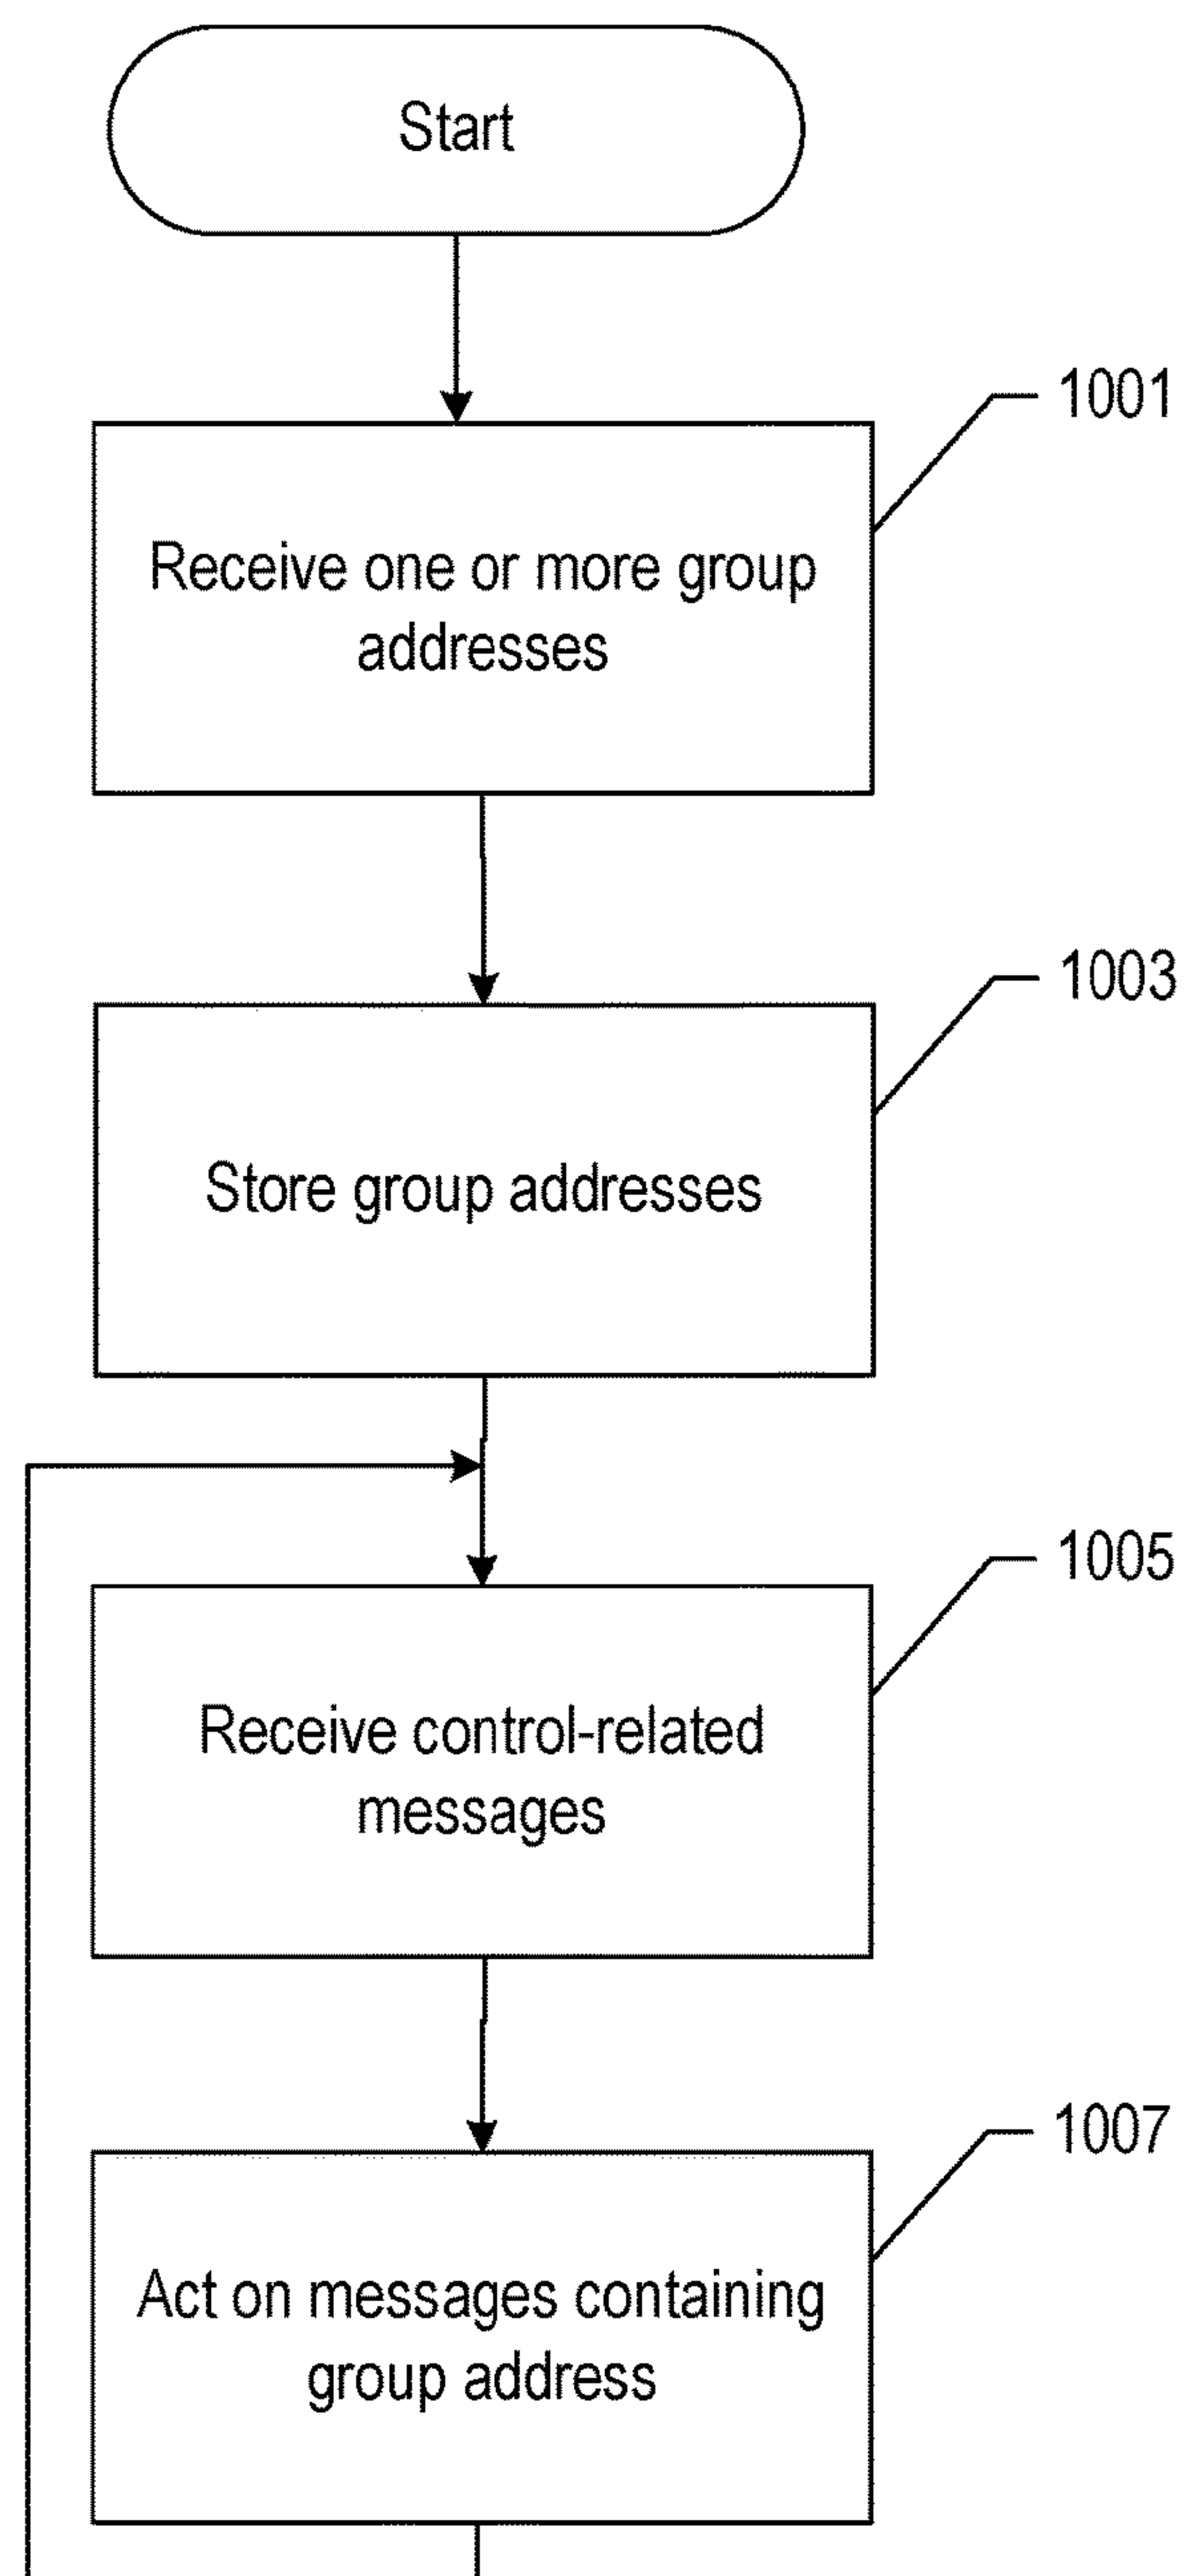 Start
1001
Receive one or more group
addresses
1003
Store group addresses
1005
Receive control-related
messages
1007
Act on messages containing
group address